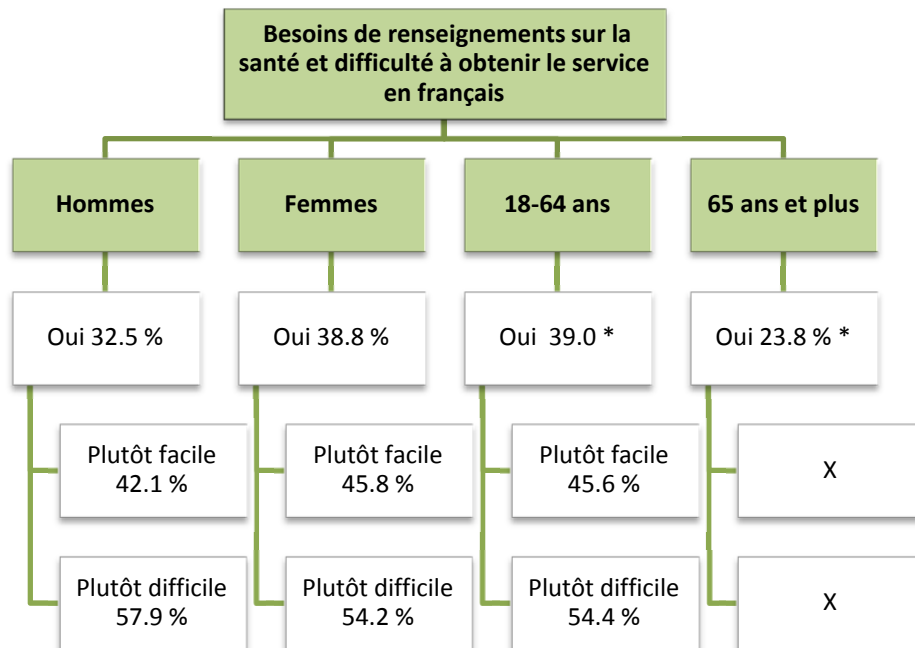 Besoins de renseignements sur la
santé et difficulté à obtenir le service
en français
Hommes
Femmes
18-64 ans
65 ans et plus
Oui 32.5 %
Oui 38.8 %
Oui 39.0 *
Oui 23.8 % *
Plutôt facile
42.1 %
Plutôt facile
45.8 %
Plutôt facile
45.6 %
X
Plutôt difficile
57.9 %
Plutôt difficile
54.2 %
Plutôt difficile
54.4 %
X